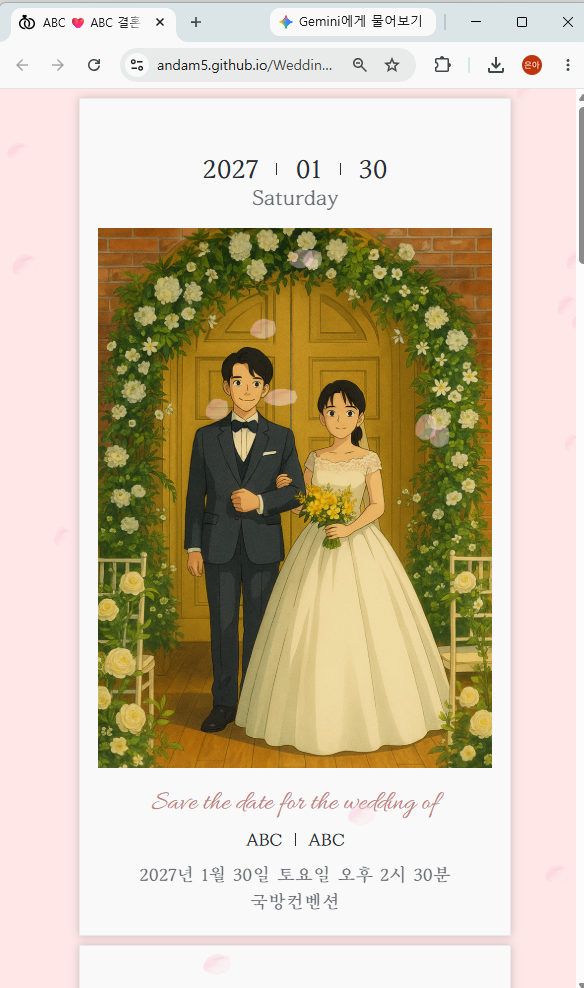 ABC ❤️ ABC 결혼
Gemini에게 물어보기
andam5.github.io/Weddin...
은아
2027 | 01 | 30
Saturday
Save the date for the wedding of
ABC | ABC
2027년 1월 30일 토요일 오후 2시 30분
국방컨벤션